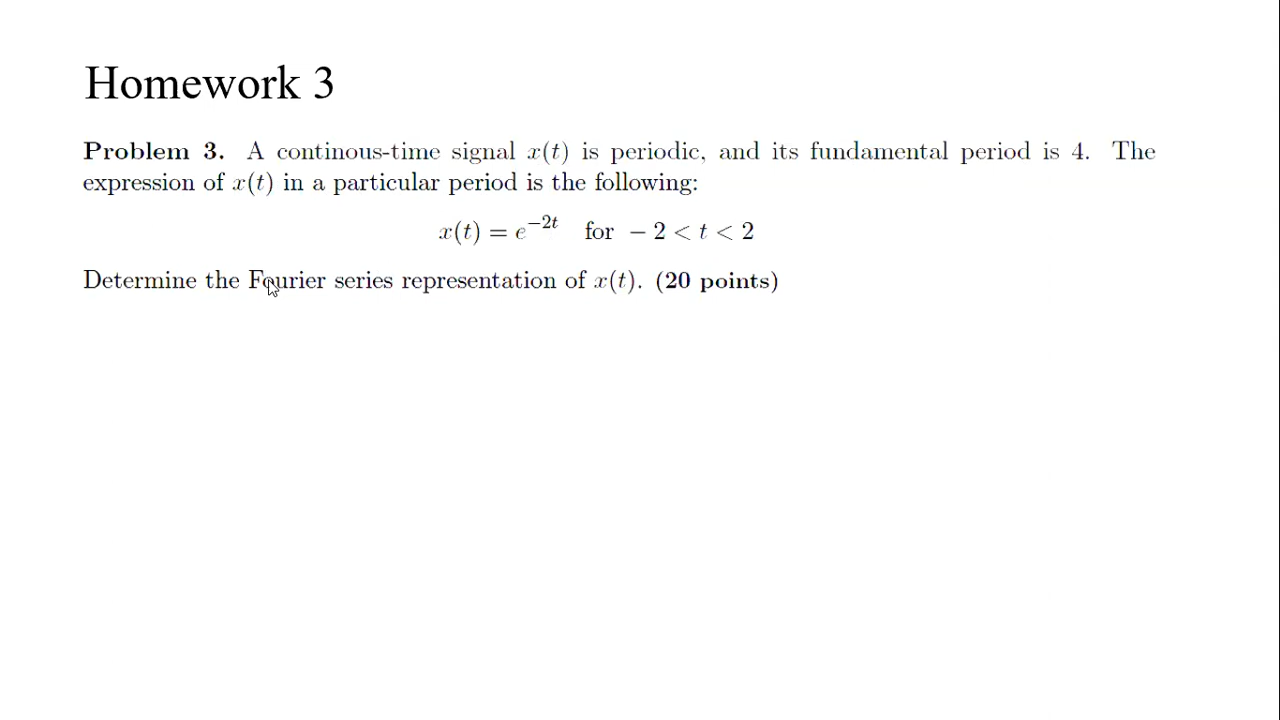 Homework 3
Problem 3. A continous-time signal x(t) is periodic, and its fundamental period is 4. The
expression of x(t) in a particular period is the following:
x(t) = e^{-2t} for − 2 < t < 2
Determine the Fourier series representation of x(t). (20 points)